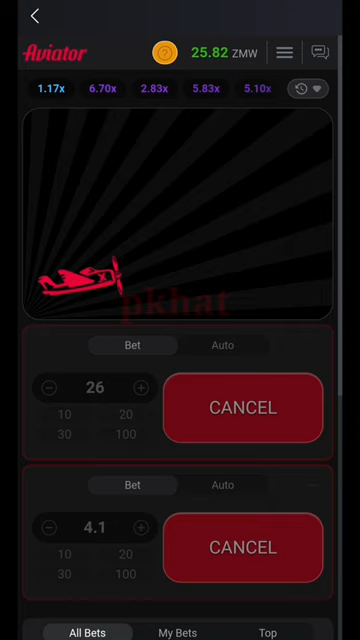 Aviator
25.82 ZMW
1.17x 6.70x 2.83x 5.83x 5.10x
pkhat
Bet Auto
26
10 20
30 100
CANCEL
Bet Auto
4.1
10 20
30 100
CANCEL
All Bets My Bets Top